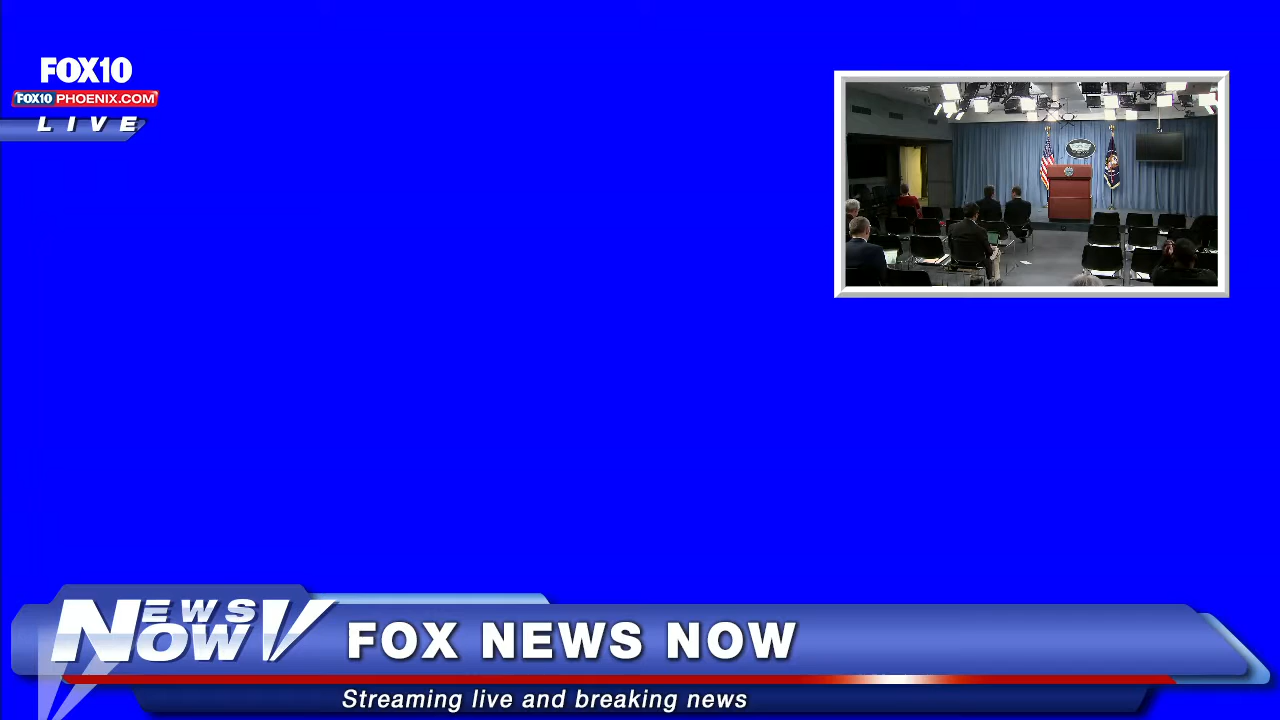 FOX10
FOX10 PHOENIX.COM
LIVE
NEWS
NOW
FOX NEWS NOW
Streaming live and breaking news